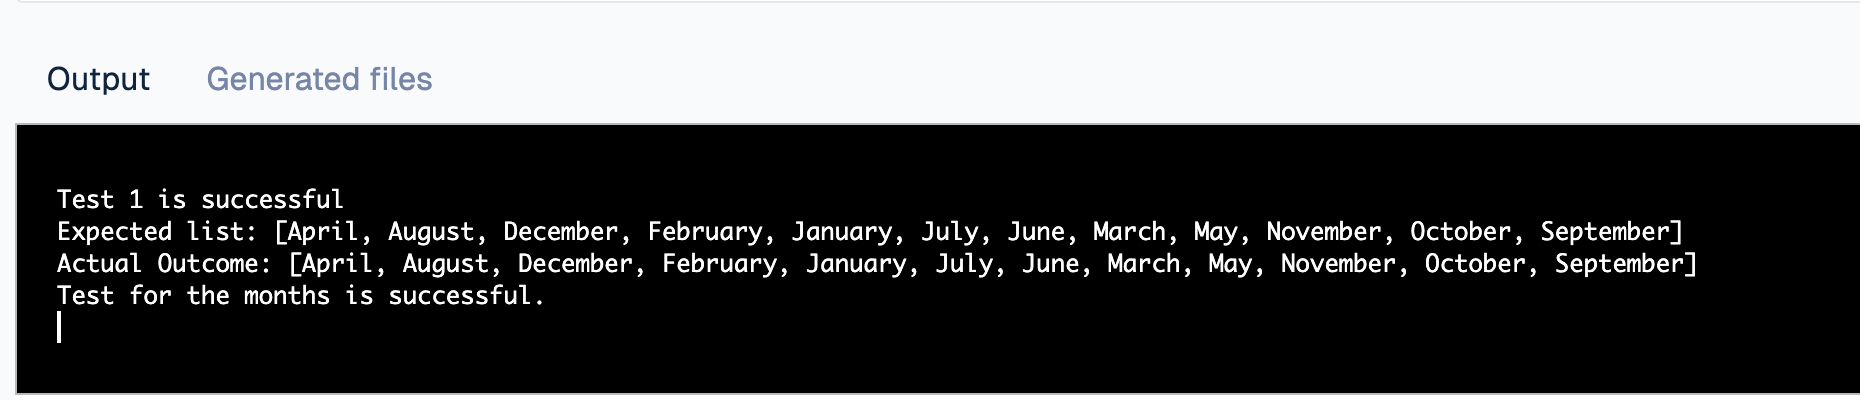 Output Generated files
Test 1 is successful
Expected list: [April, August, December, February, January, July, June, March, May, November, October, September]
Actual Outcome: [April, August, December, February, January, July, June, March, May, November, October, September]
Test for the months is successful.